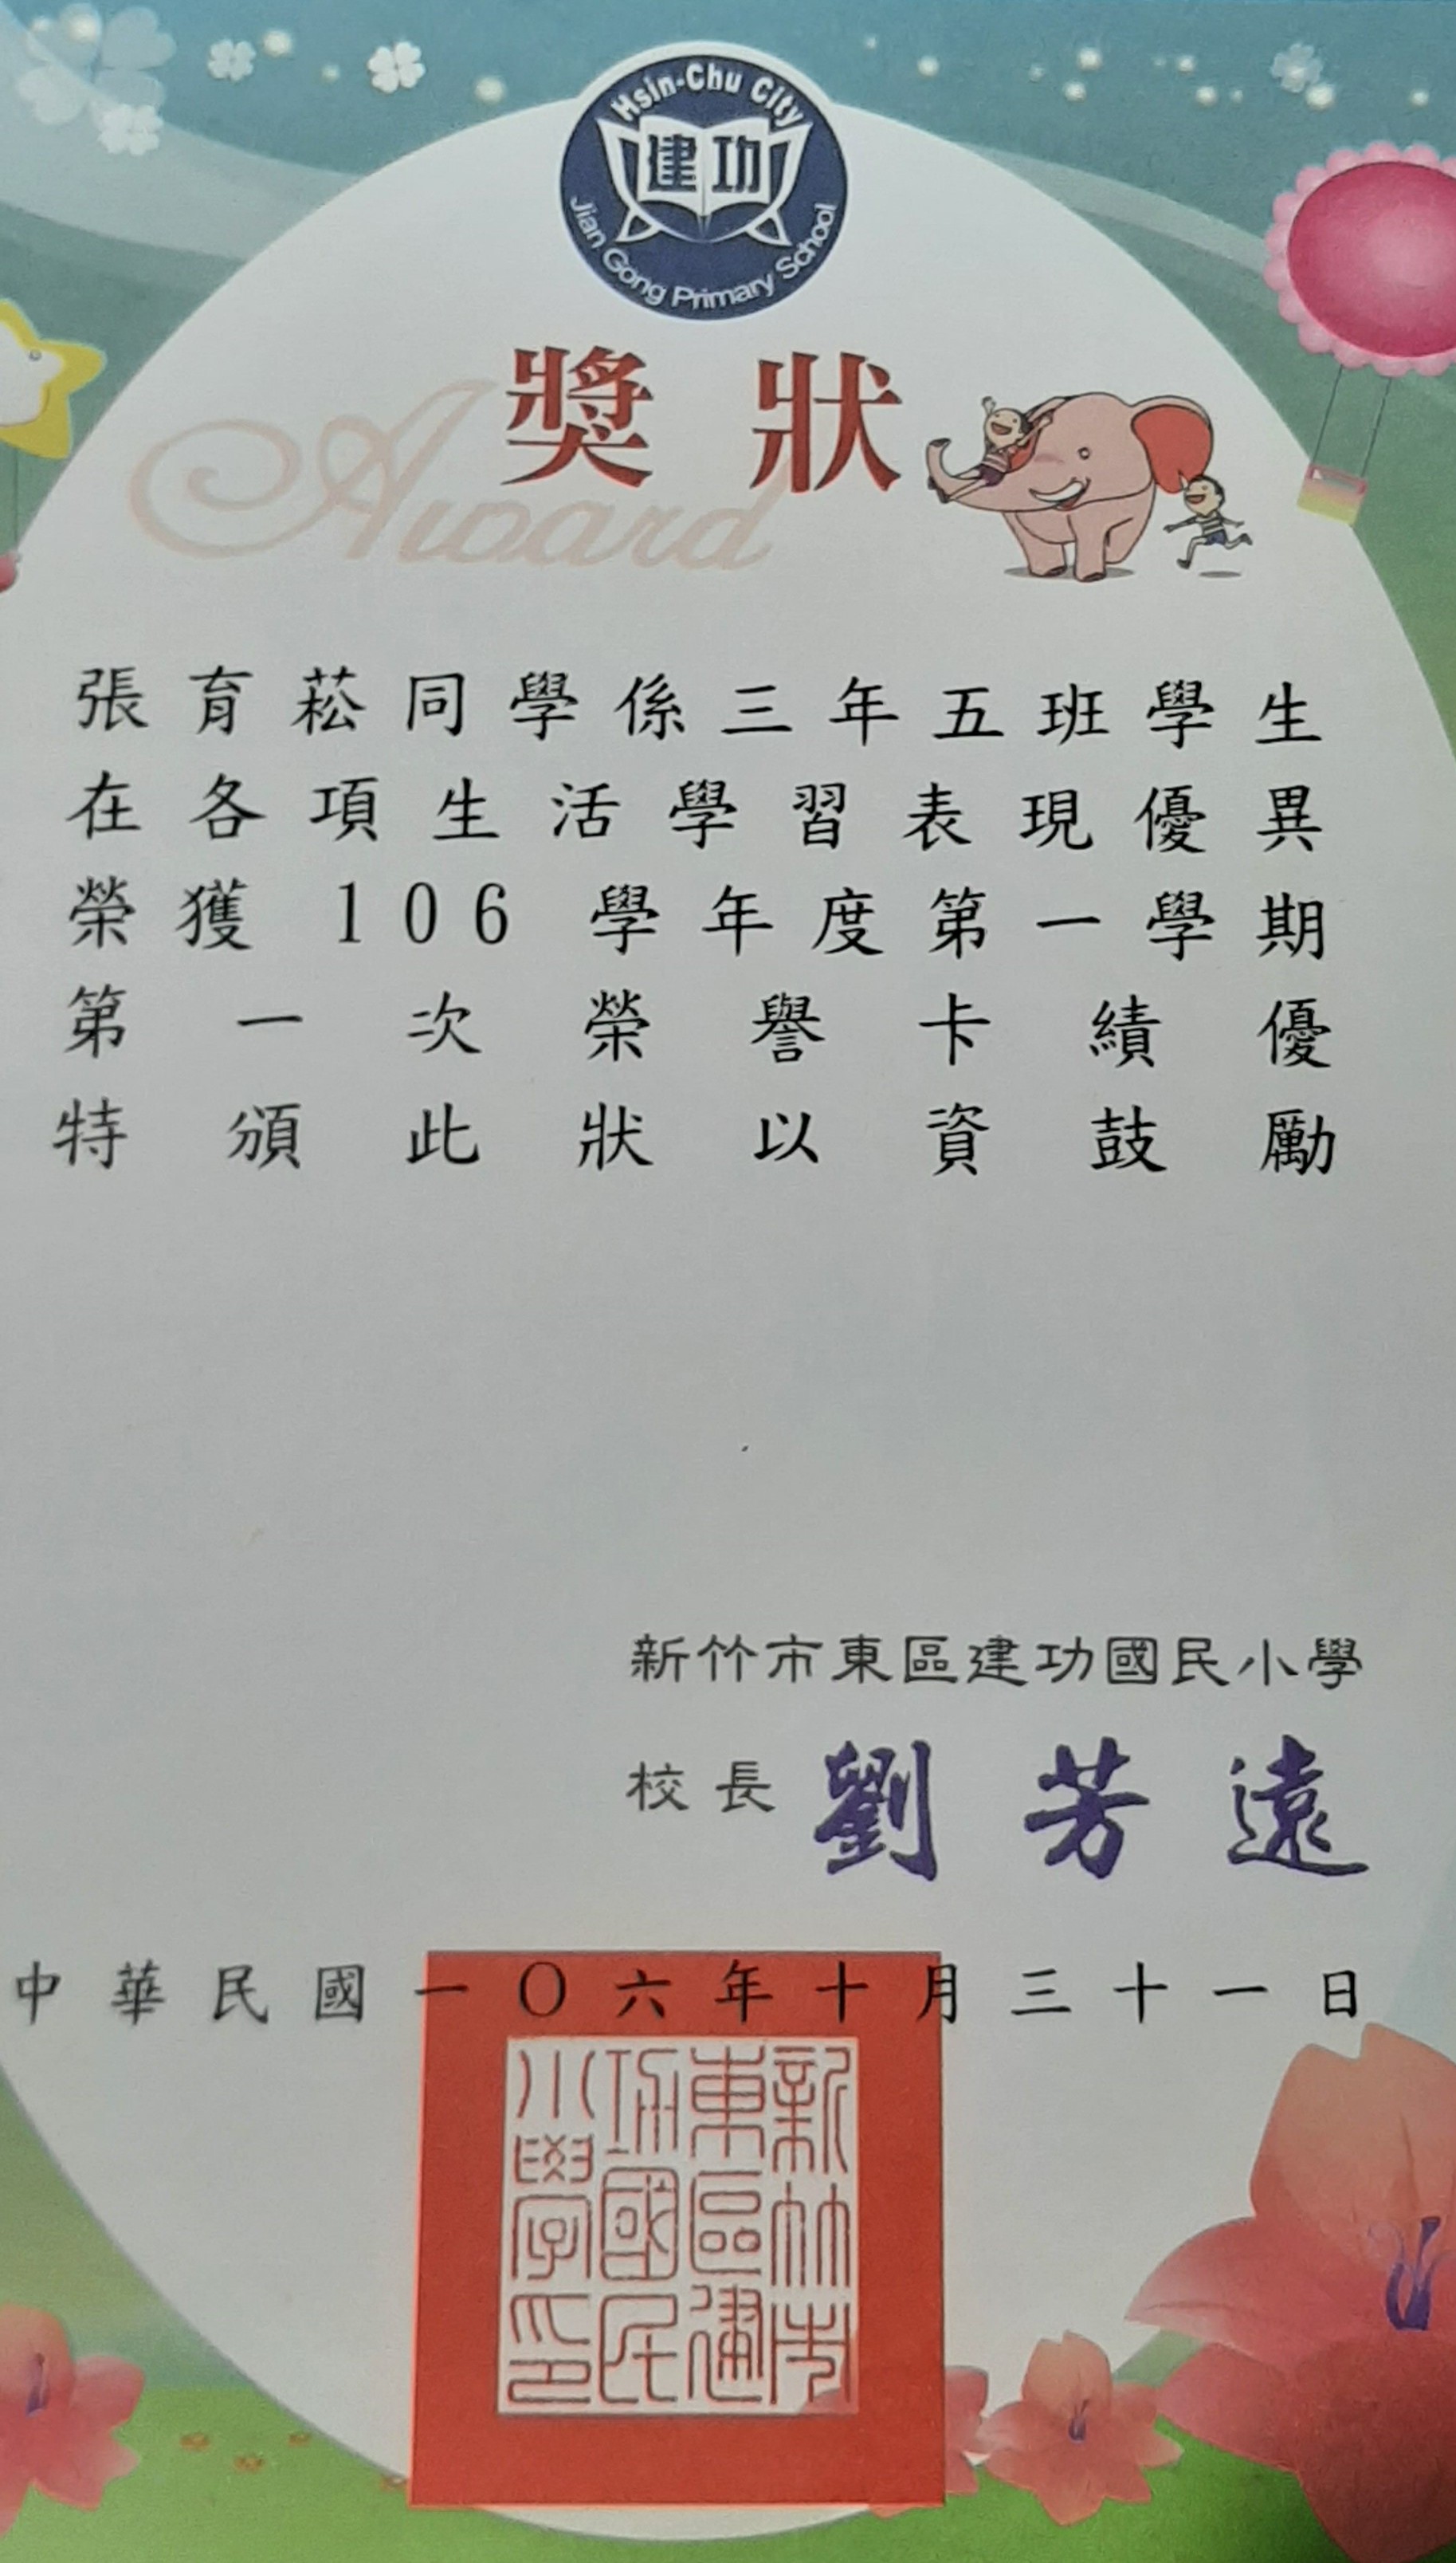 Hsin-Chu City
建功
Jian Gong Primary School
獎狀
Award
張育菘同學係三年五班學生
在各項生活學習表現優異
榮獲106學年度第一學期
第一次榮譽卡績優
特頒此狀以資鼓勵
新竹市東區建功國民小學
校長 劉芳遠
中華民國一〇六年十月三十一日
新竹市
東區建
功國民
小學印